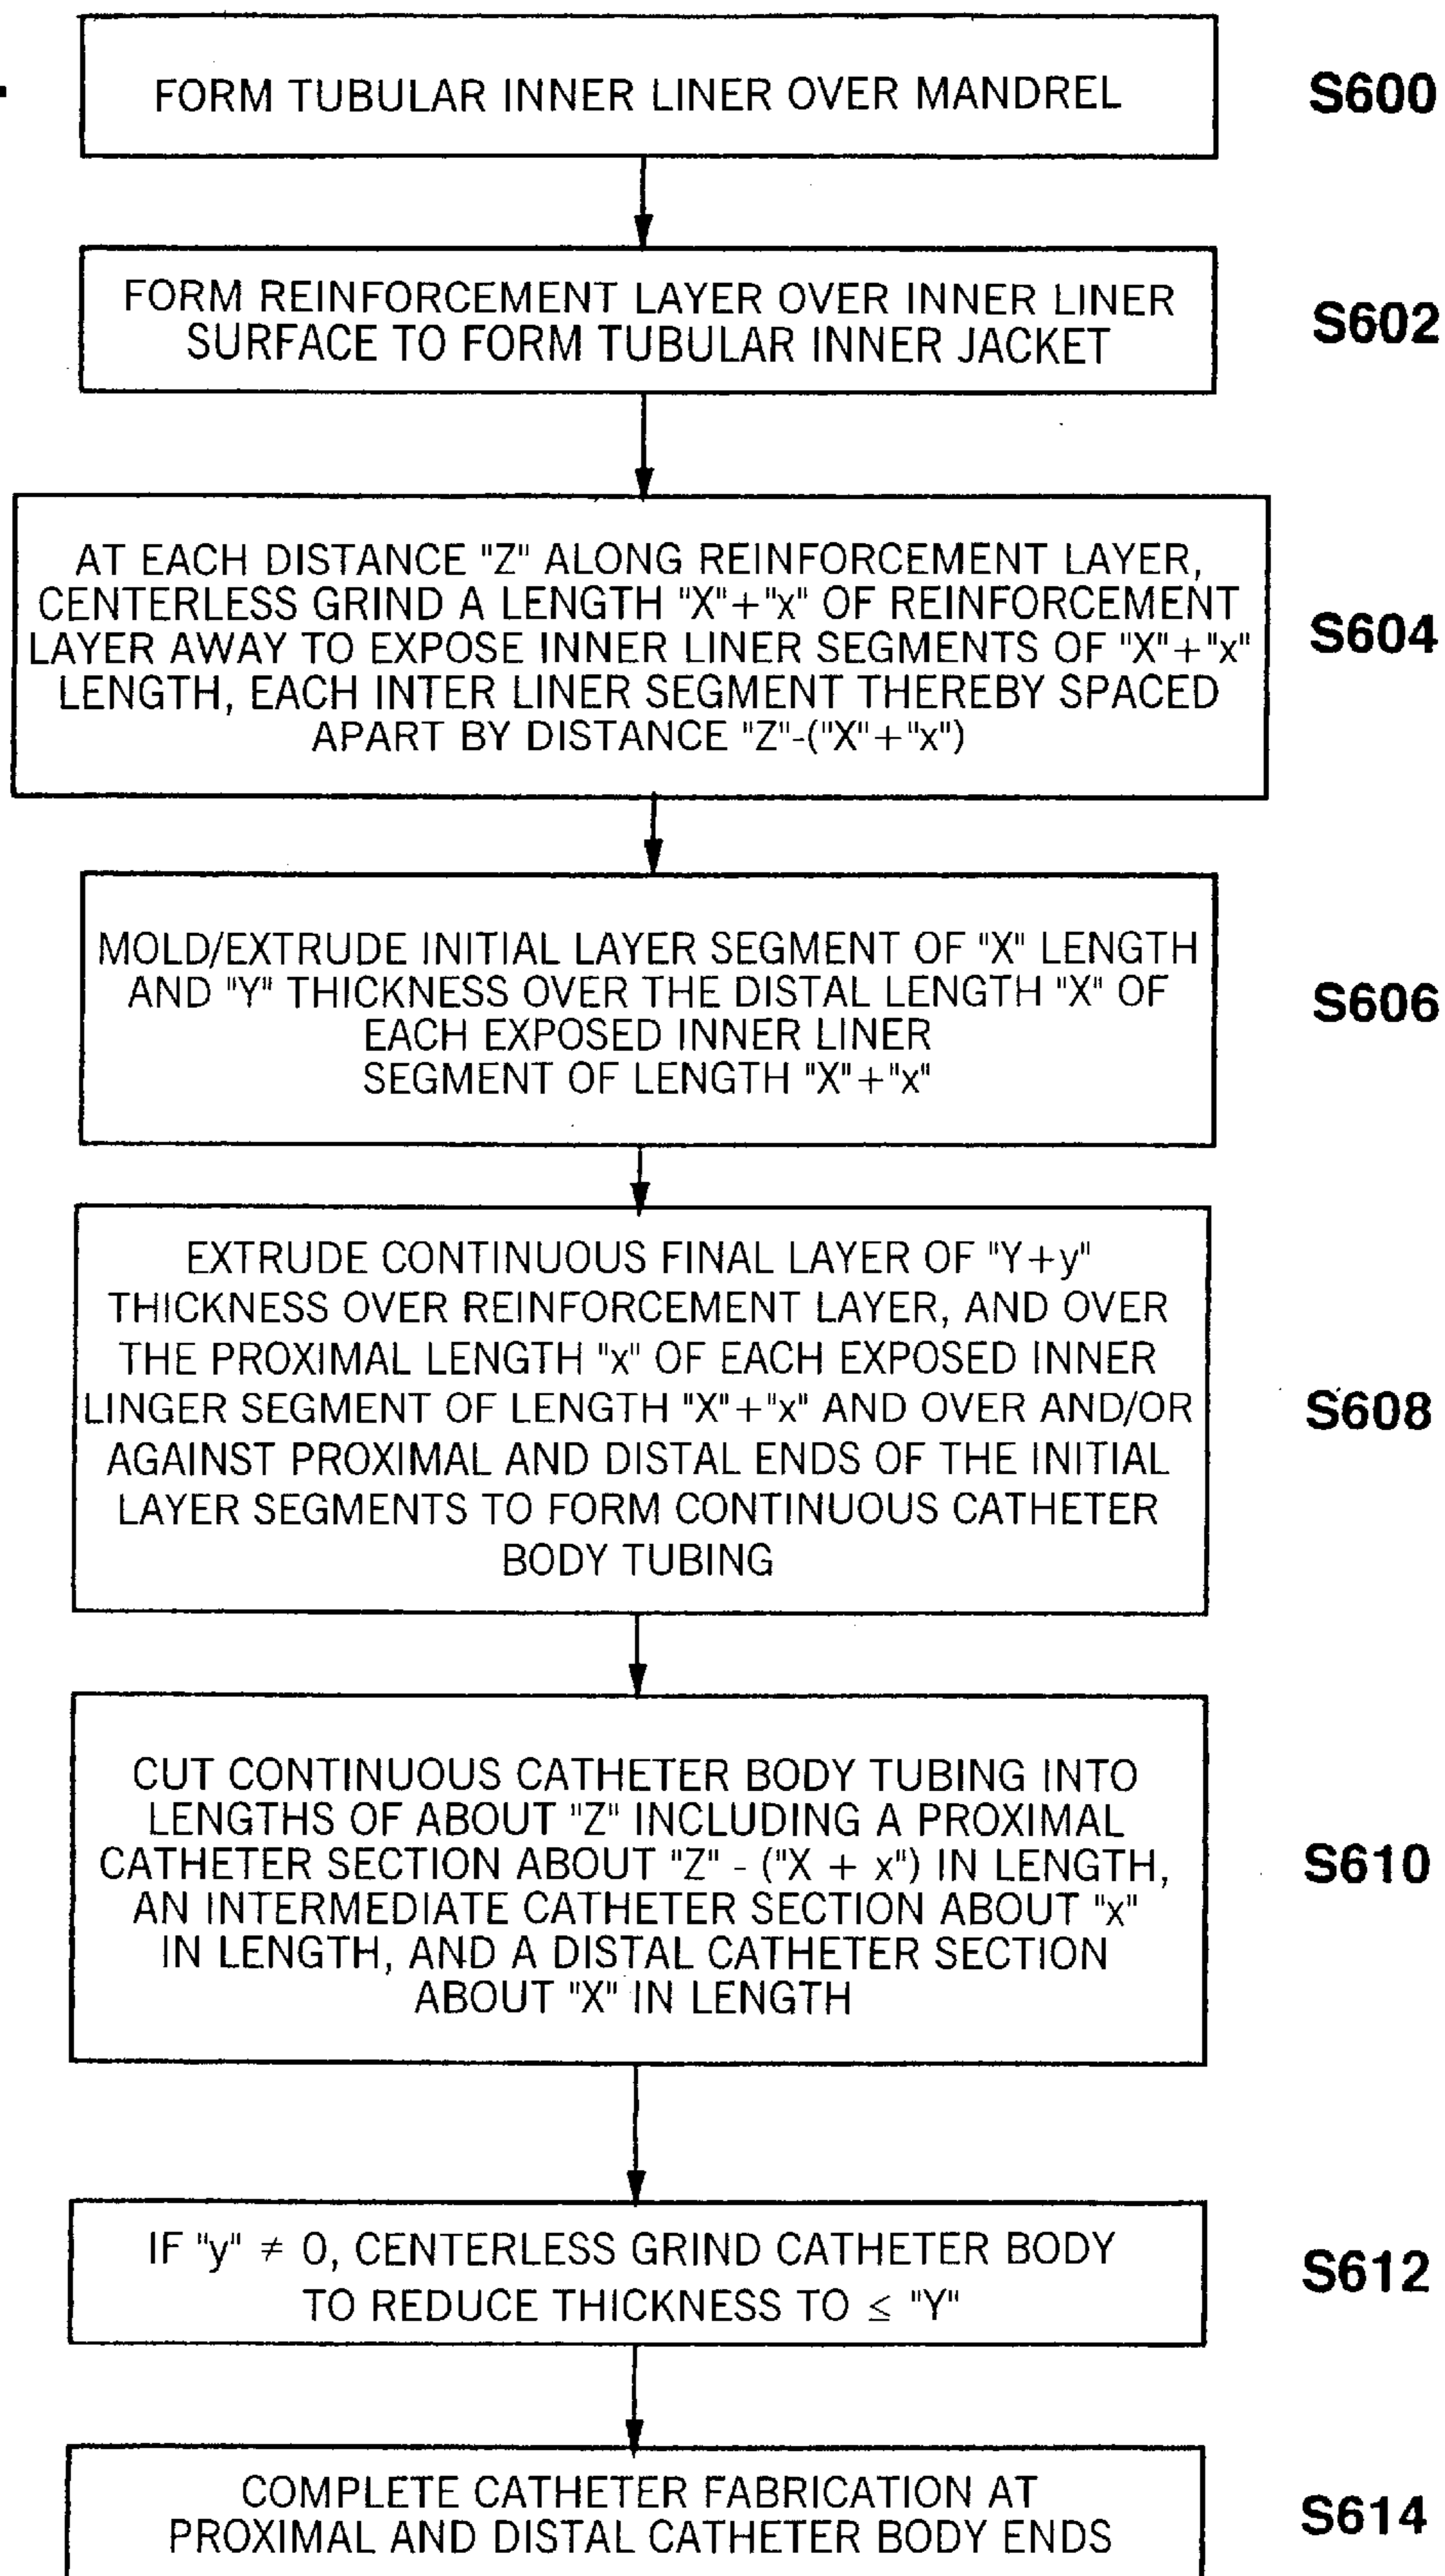 FORM TUBULAR INNER LINER OVER MANDREL
S600
FORM REINFORCEMENT LAYER OVER INNER LINER
SURFACE TO FORM TUBULAR INNER JACKET
S602
AT EACH DISTANCE "Z" ALONG REINFORCEMENT LAYER,
CENTERLESS GRIND A LENGTH "X"+"x" OF REINFORCEMENT
LAYER AWAY TO EXPOSE INNER LINER SEGMENTS OF "X"+"x"
LENGTH, EACH INTER LINER SEGMENT THEREBY SPACED
APART BY DISTANCE "Z"-("X"+"x")
S604
MOLD/EXTRUDE INITIAL LAYER SEGMENT OF "X" LENGTH
AND "Y" THICKNESS OVER THE DISTAL LENGTH "X" OF
EACH EXPOSED INNER LINER
SEGMENT OF LENGTH "X"+"x"
S606
EXTRUDE CONTINUOUS FINAL LAYER OF "Y+y"
THICKNESS OVER REINFORCEMENT LAYER, AND OVER
THE PROXIMAL LENGTH "x" OF EACH EXPOSED INNER
LINGER SEGMENT OF LENGTH "X"+"x" AND OVER AND/OR
AGAINST PROXIMAL AND DISTAL ENDS OF THE INITIAL
LAYER SEGMENTS TO FORM CONTINUOUS CATHETER
BODY TUBING
S608
CUT CONTINUOUS CATHETER BODY TUBING INTO
LENGTHS OF ABOUT "Z" INCLUDING A PROXIMAL
CATHETER SECTION ABOUT "Z" - ("X + x") IN LENGTH,
AN INTERMEDIATE CATHETER SECTION ABOUT "x"
IN LENGTH, AND A DISTAL CATHETER SECTION
ABOUT "X" IN LENGTH
S610
IF "y" ≠ 0, CENTERLESS GRIND CATHETER BODY
TO REDUCE THICKNESS TO ≤ "Y"
S612
COMPLETE CATHETER FABRICATION AT
PROXIMAL AND DISTAL CATHETER BODY ENDS
S614